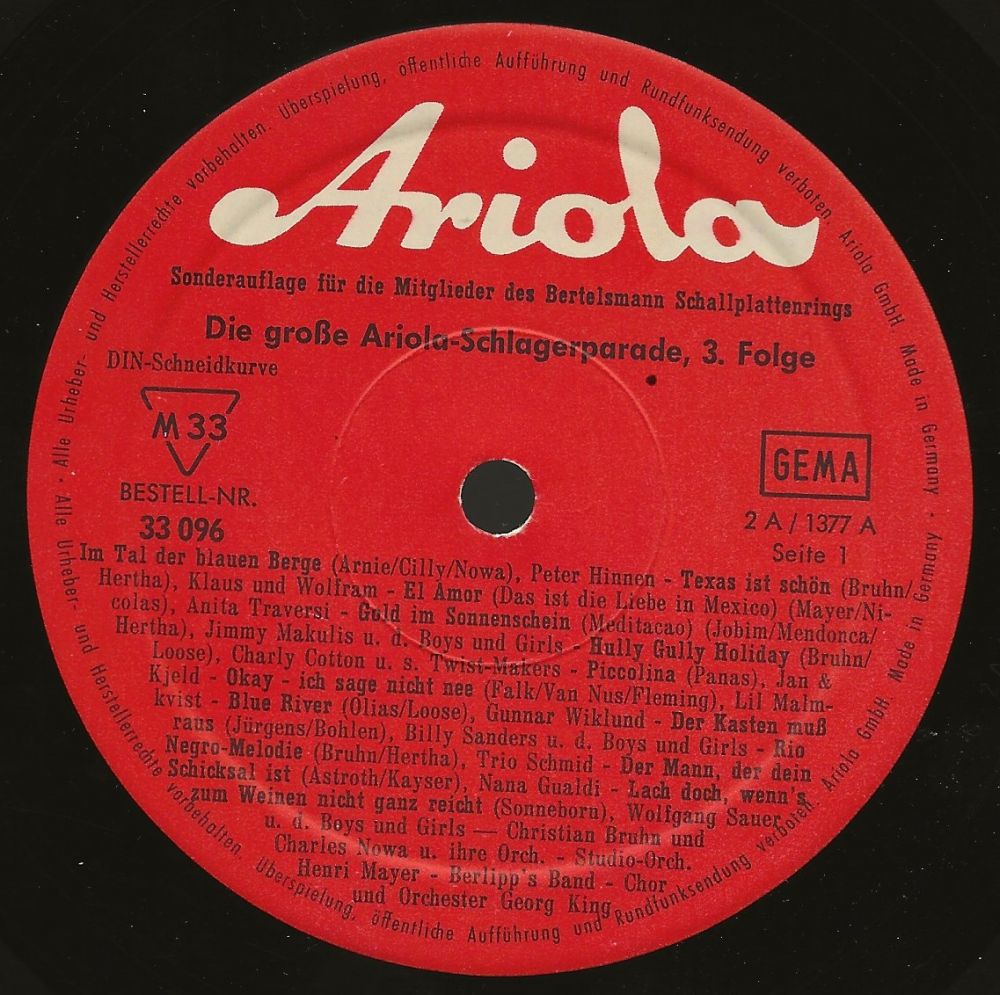 Alle Urheber- und Herstellerrechte vorbehalten. Überspielung, öffentliche Aufführung und Rundfunksendung verboten. Ariola GmbH Made in Germany •
Ariola
Sonderauflage für die Mitglieder des Bertelsmann Schallplattenrings
Die große Ariola-Schlagerparade, 3. Folge
DIN-Schneidkurve
M 33
GEMA
BESTELL-NR.
33 096
2 A / 1377 A
Seite 1
Im Tal der blauen Berge (Arnie/Cilly/Nowa), Peter Hinnen - Texas ist schön (Bruhn/
Hertha), Klaus und Wolfram - El Amor (Das ist die Liebe in Mexico) (Mayer/Ni-
colas), Anita Traversi - Gold im Sonnenschein (Meditacao) (Jobim/Mendonca/
Hertha), Jimmy Makulis u. d. Boys und Girls - Hully Gully Holiday (Bruhn/
Loose), Charly Cotton u. s. Twist-Makers - Piccolina (Panas), Jan &
Kjeld - Okay - ich sage nicht nee (Falk/Van Nus/Fleming), Lil Malm-
kvist - Blue River (Olias/Loose), Gunnar Wiklund - Der Kasten muß
raus (Jürgens/Bohlen), Billy Sanders u. d. Boys und Girls - Rio
Negro-Melodie (Bruhn/Hertha), Trio Schmid - Der Mann, der dein
Schicksal ist (Astroth/Kayser), Nana Gualdi - Lach doch, wenn's
zum Weinen nicht ganz reicht (Sonneborn), Wolfgang Sauer
u. d. Boys und Girls — Christian Bruhn und
Charles Nowa u. ihre Orch. - Studio-Orch.
Henri Mayer - Berlipp's Band - Chor
und Orchester Georg King
Alle Urheber- und Herstellerrechte vorbehalten. Überspielung, öffentliche Aufführung und Rundfunksendung verboten. Ariola GmbH. Made in Germany •